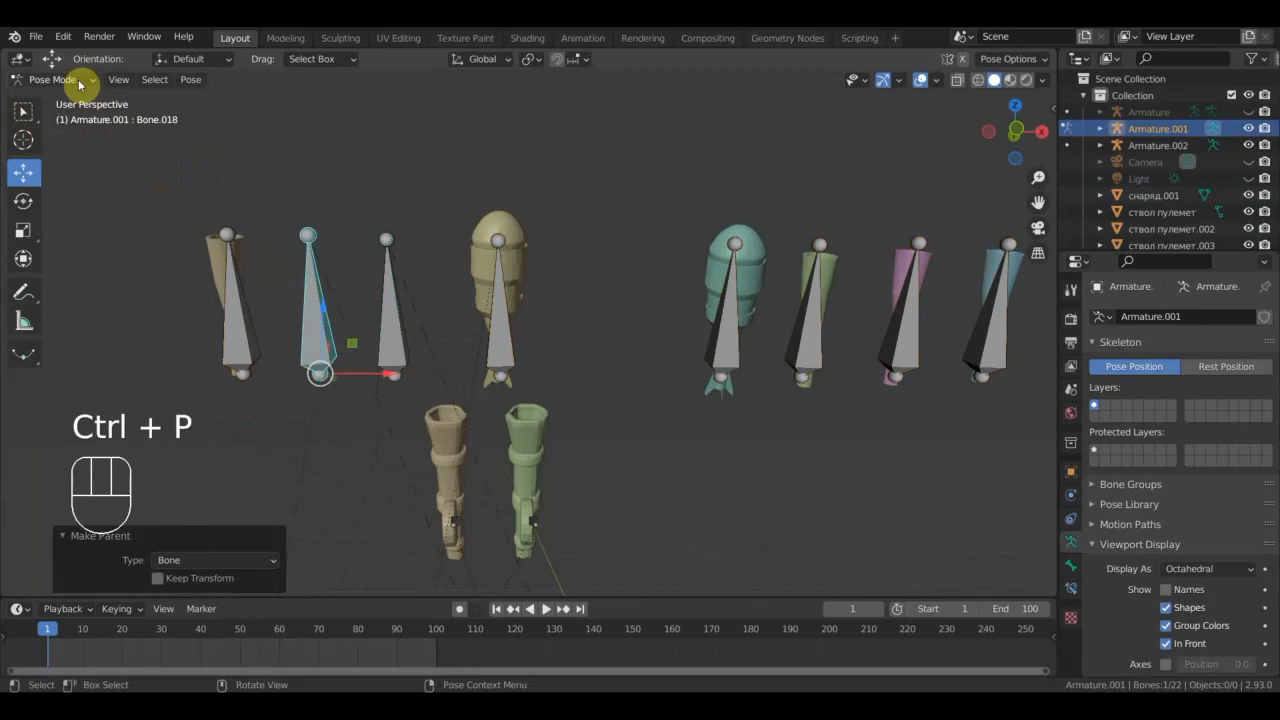 File Edit Render Window Help Layout Modeling Sculpting UV Editing Texture Paint Shading Animation Rendering Compositing Geometry Nodes Scripting + Scene View Layer
Orientation: Default Drag: Select Box Global Pose Options
Pose Mode View Select Pose
User Perspective
(1) Armature.001 : Bone.018
X
Z
Scene Collection
Collection
Armature
Armature.001
Armature.002
Camera
Light
снаряд.001
ствол пулемет
ствол пулемет.002
ствол пулемет.003
Armature. Armature.
Armature.001
Skeleton
Pose Position Rest Position
Layers:
Protected Layers:
Bone Groups
Pose Library
Motion Paths
Viewport Display
Display As Octahedral
Show Names
Shapes
Group Colors
In Front
Axes Position 0.0
Ctrl + P
Make Parent
Type Bone
Keep Transform
Playback Keying View Marker 1 Start 1 End 100
1 10 20 30 40 50 60 70 80 90 100 110 120 130 140 150 160 170 180 190 200 210 220 230 240 250
Select Box Select Rotate View Pose Context Menu Armature.001 | Bones:1/22 | Objects:0/0 | 2.93.0